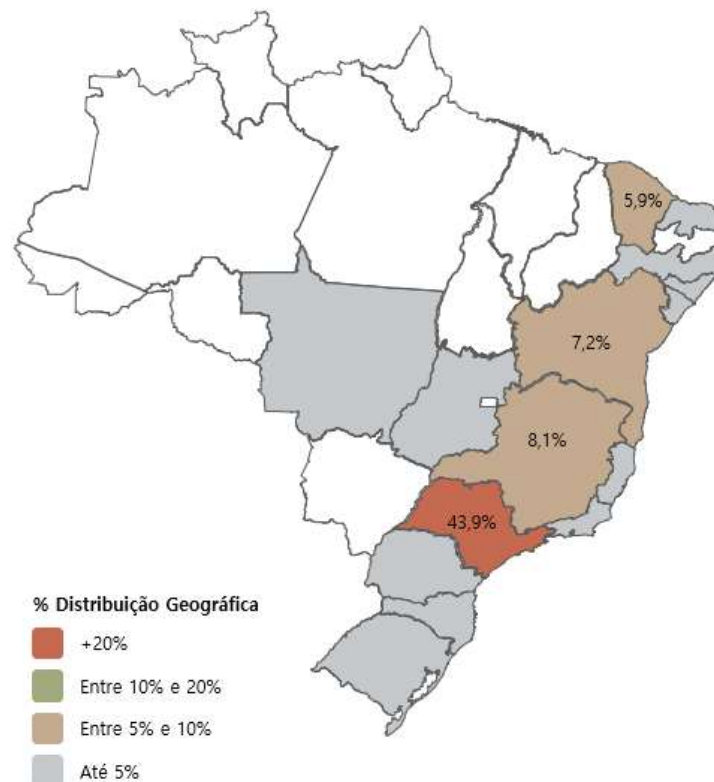 5,9%
7,2%
8,1%
43,9%
% Distribuição Geográfica
+20%
Entre 10% e 20%
Entre 5% e 10%
Até 5%